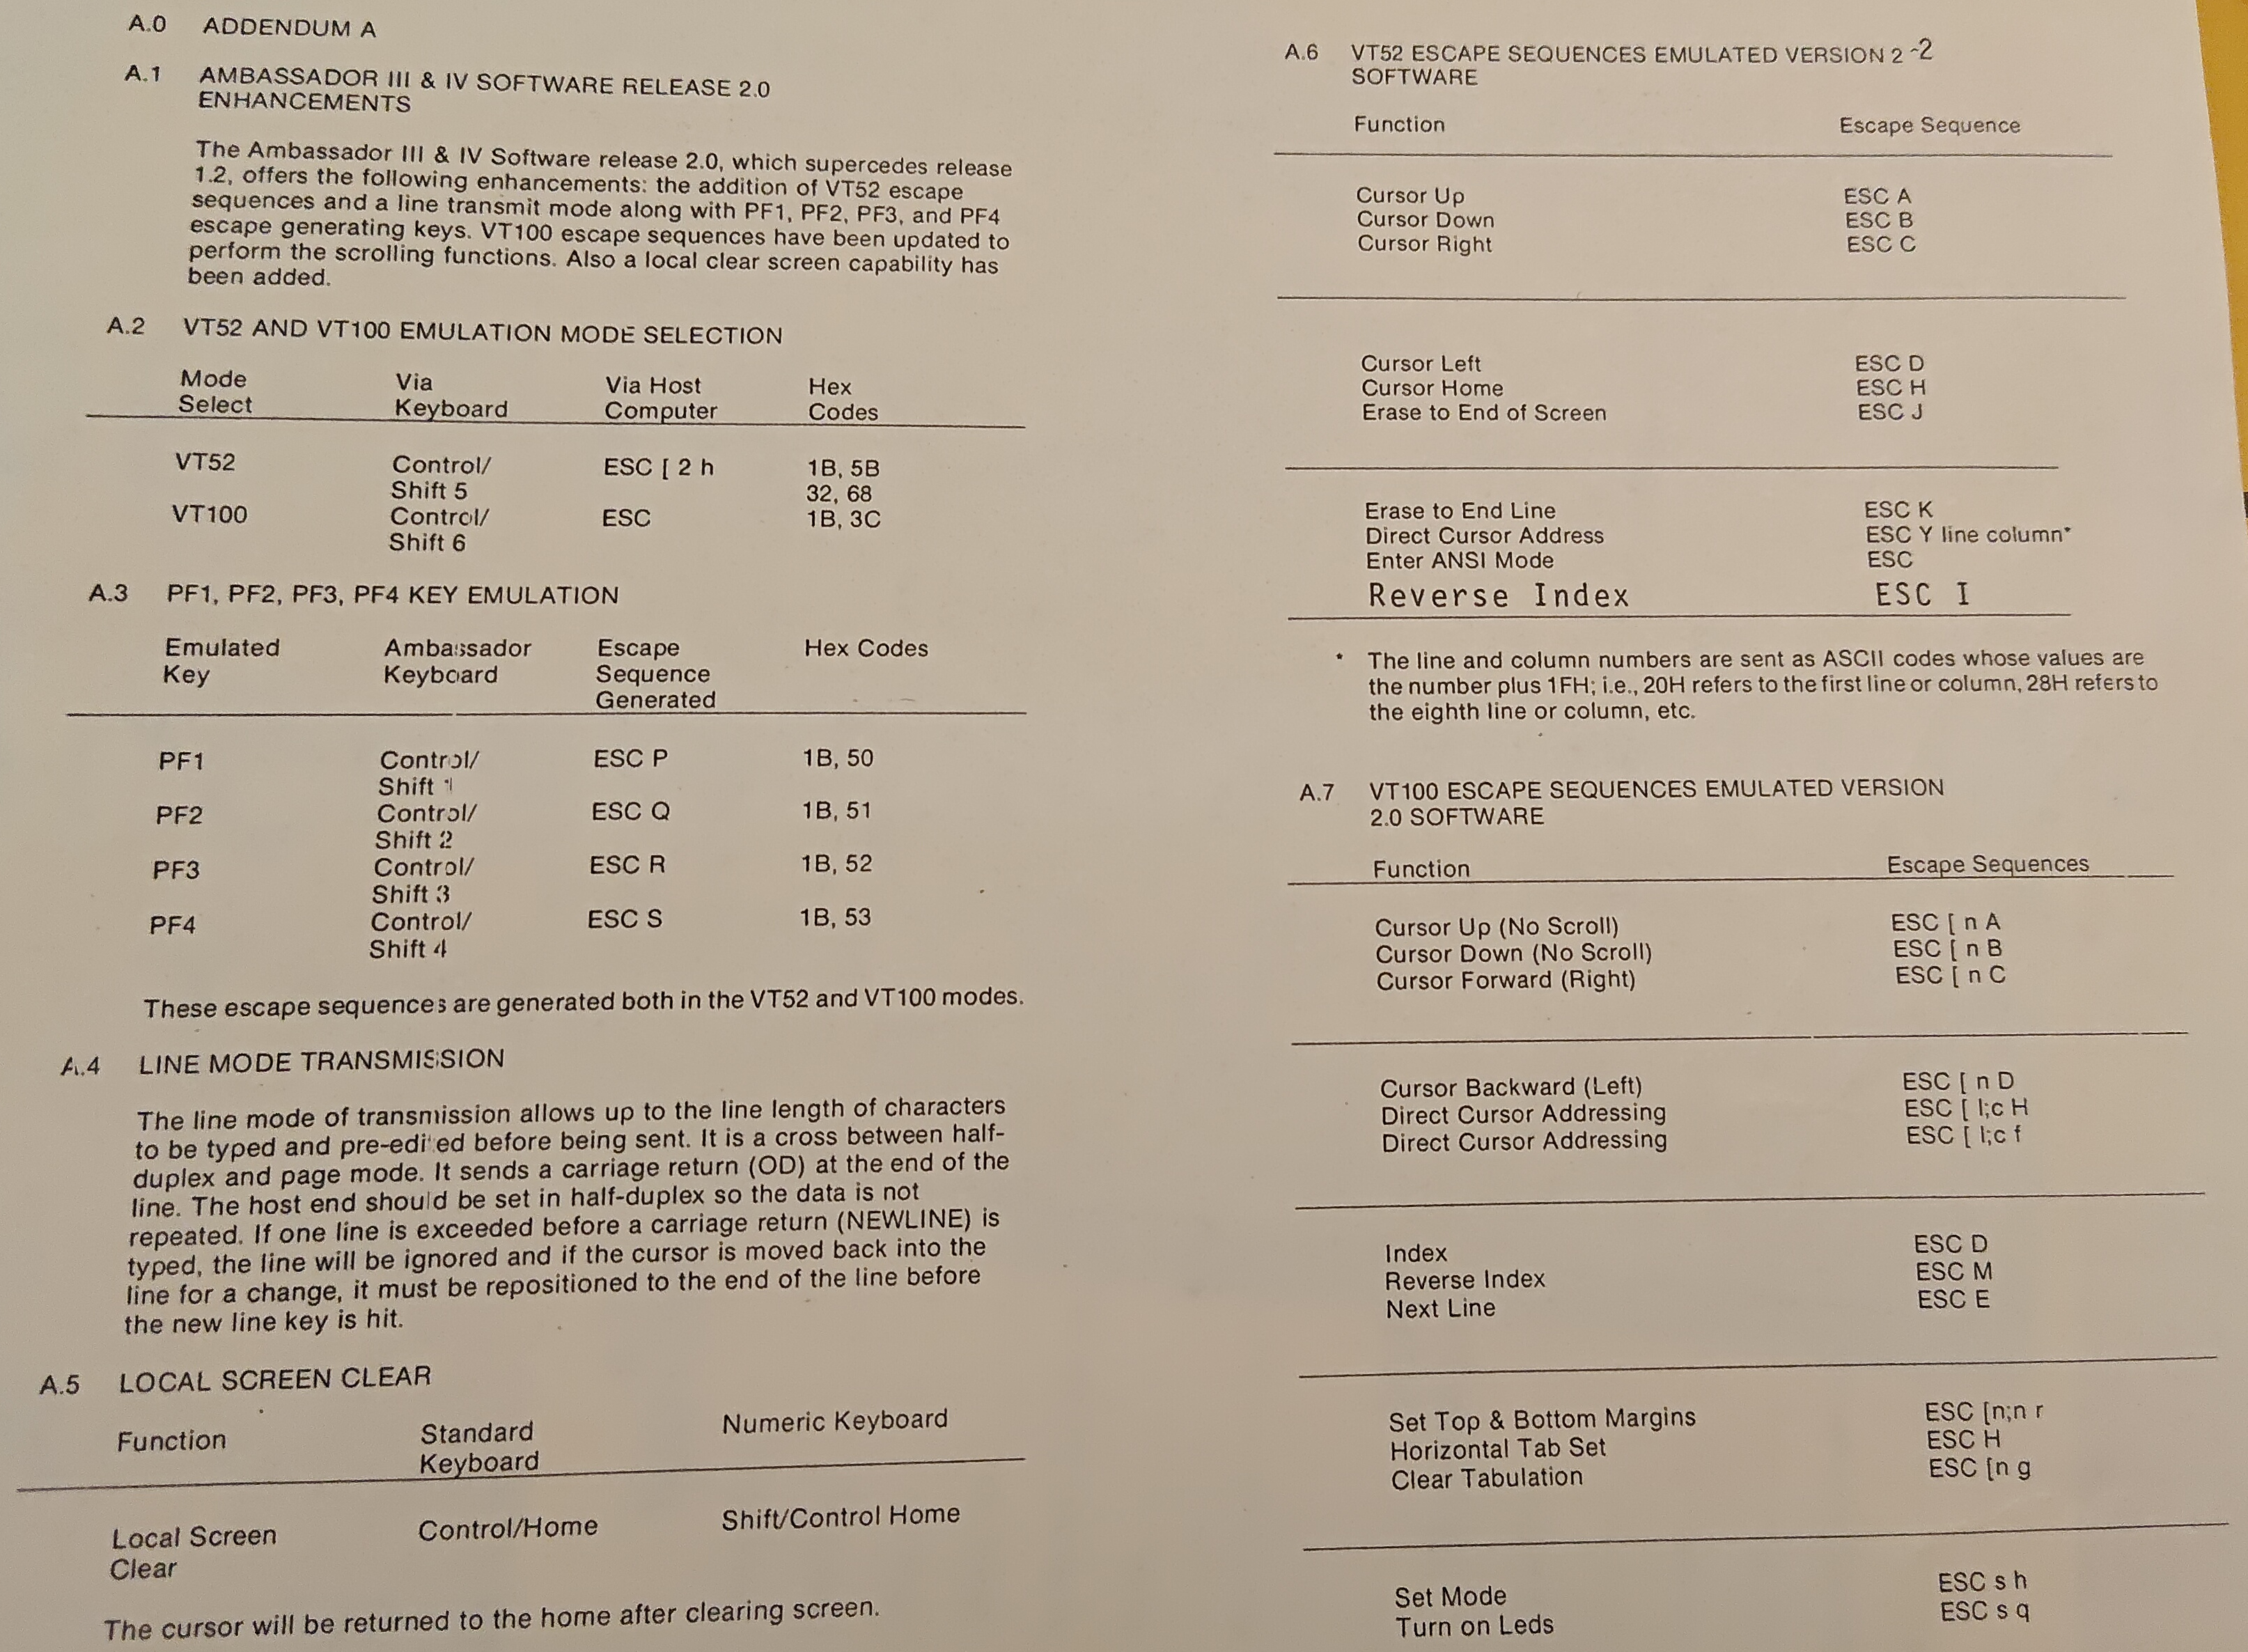 A.0 ADDENDUM A
A.1 AMBASSADOR III & IV SOFTWARE RELEASE 2.0
ENHANCEMENTS
The Ambassador III & IV Software release 2.0, which supercedes release
1.2, offers the following enhancements: the addition of VT52 escape
sequences and a line transmit mode along with PF1, PF2, PF3, and PF4
escape generating keys. VT100 escape sequences have been updated to
perform the scrolling functions. Also a local clear screen capability has
been added.
A.2 VT52 AND VT100 EMULATION MODE SELECTION
Mode Via Via Host Hex
Select Keyboard Computer Codes
VT52 Control/ ESC [ 2 h 1B, 5B
Shift 5 32, 68
VT100 Control/ ESC 1B, 3C
Shift 6
A.3 PF1, PF2, PF3, PF4 KEY EMULATION
Emulated Ambassador Escape Hex Codes
Key Keyboard Sequence
Generated
PF1 Control/ ESC P 1B, 50
Shift 1
PF2 Control/ ESC Q 1B, 51
Shift 2
PF3 Control/ ESC R 1B, 52
Shift 3
PF4 Control/ ESC S 1B, 53
Shift 4
These escape sequences are generated both in the VT52 and VT100 modes.
A.4 LINE MODE TRANSMISSION
The line mode of transmission allows up to the line length of characters
to be typed and pre-edited before being sent. It is a cross between half-
duplex and page mode. It sends a carriage return (OD) at the end of the
line. The host end should be set in half-duplex so the data is not
repeated. If one line is exceeded before a carriage return (NEWLINE) is
typed, the line will be ignored and if the cursor is moved back into the
line for a change, it must be repositioned to the end of the line before
the new line key is hit.
A.5 LOCAL SCREEN CLEAR
Function Standard Numeric Keyboard
Keyboard
Local Screen Control/Home Shift/Control Home
Clear
The cursor will be returned to the home after clearing screen.
A.6 VT52 ESCAPE SEQUENCES EMULATED VERSION 2 -2
SOFTWARE
Function Escape Sequence
Cursor Up ESC A
Cursor Down ESC B
Cursor Right ESC C
Cursor Left ESC D
Cursor Home ESC H
Erase to End of Screen ESC J
Erase to End Line ESC K
Direct Cursor Address ESC Y line column*
Enter ANSI Mode ESC
Reverse Index ESC I
* The line and column numbers are sent as ASCII codes whose values are
the number plus 1FH; i.e., 20H refers to the first line or column, 28H refers to
the eighth line or column, etc.
A.7 VT100 ESCAPE SEQUENCES EMULATED VERSION
2.0 SOFTWARE
Function Escape Sequences
Cursor Up (No Scroll) ESC [ n A
Cursor Down (No Scroll) ESC [ n B
Cursor Forward (Right) ESC [ n C
Cursor Backward (Left) ESC [ n D
Direct Cursor Addressing ESC [ l;c H
Direct Cursor Addressing ESC [ l;c f
Index ESC D
Reverse Index ESC M
Next Line ESC E
Set Top & Bottom Margins ESC [n;n r
Horizontal Tab Set ESC H
Clear Tabulation ESC [n g
Set Mode ESC s h
Turn on Leds ESC s q